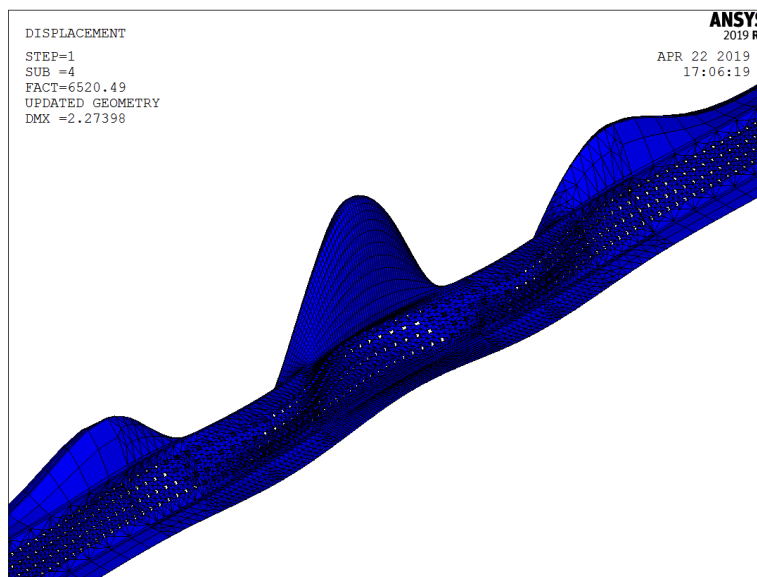 DISPLACEMENT
STEP=1
SUB =4
FACT=6520.49
UPDATED GEOMETRY
DMX =2.27398
ANSYS
2019 R
APR 22 2019
17:06:19